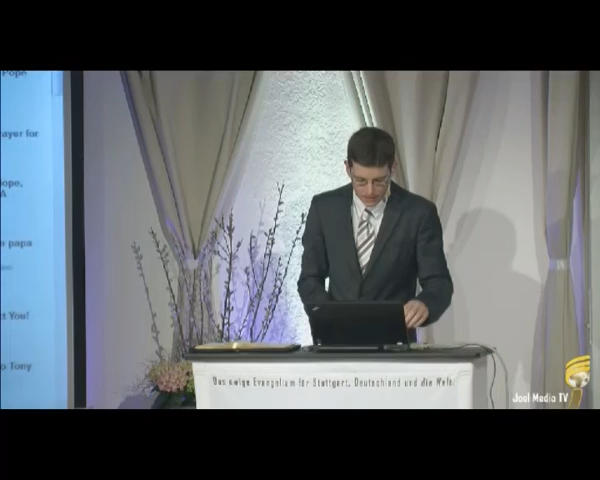 Pope
ayer for
ope,
A
a papa
ct You!
o Tony
Das ewige Evangelium für Stuttgart, Deutschland und die Welt.
Joel Media TV